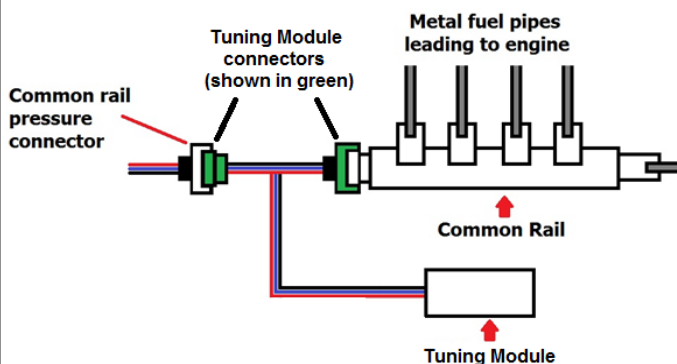 Metal fuel pipes
leading to engine
Tuning Module
connectors
(shown in green)
Common rail
pressure
connector
Common Rail
Tuning Module